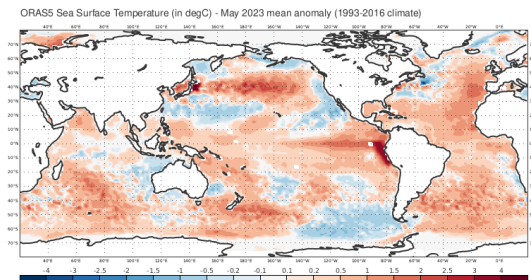 ORAS5 Sea Surface Temperature (in degC) - May 2023 mean anomaly (1993-2016 climate)
40°E 60°E 80°E 100°E 120°E 140°E 160°E 180° 160°W 140°W 120°W 100°W 80°W 60°W 40°W 20°W
70°N
60°N
50°N
40°N
30°N
20°N
10°N
0°N
10°S
20°S
30°S
40°S
50°S
60°S
70°S
-4 -3 -2.5 -2 -1.5 -1 -0.5 -0.2 -0.1 0.1 0.2 0.5 1 1.5 2 2.5 3 4